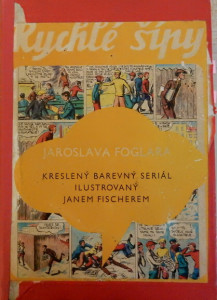 Rychlé šípy
JAROSLAVA FOGLARA
KRESLENÝ BAREVNÝ SERIÁL
ILUSTROVANÝ
JANEM FISCHEREM